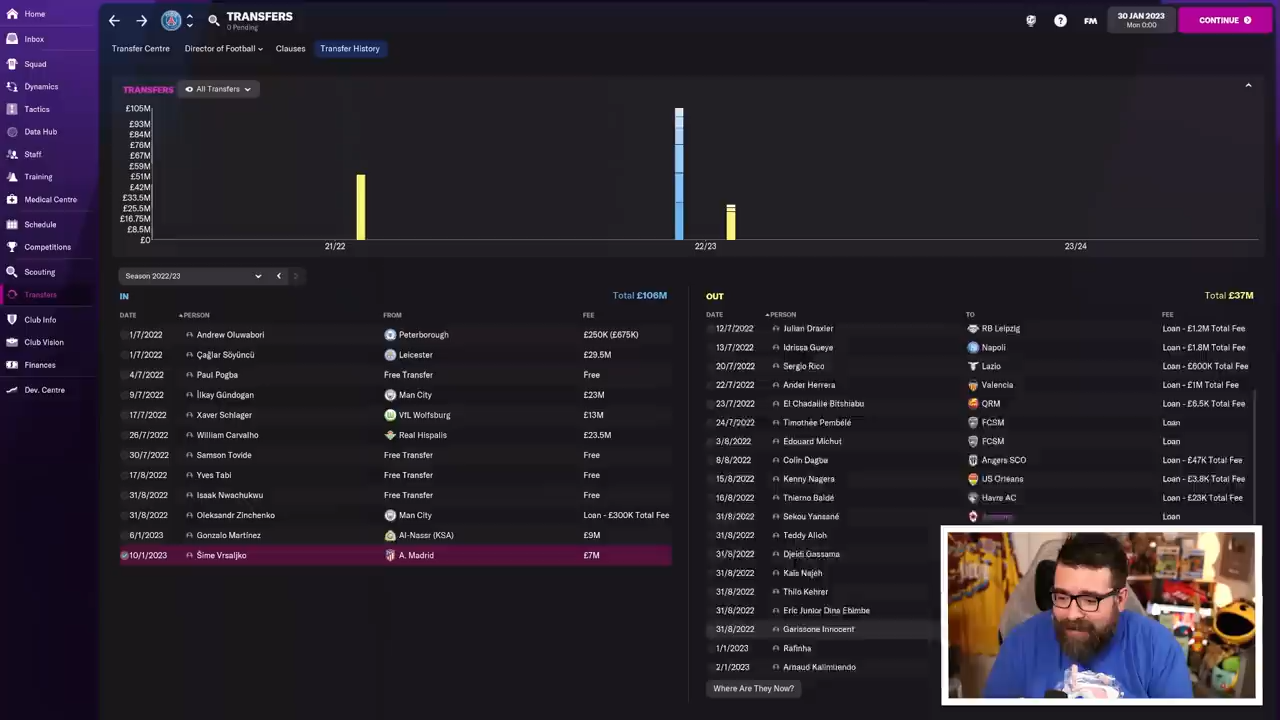 Home
Inbox
Squad
Dynamics
Tactics
Data Hub
Staff
Training
Medical Centre
Schedule
Competitions
Scouting
Transfers
Club Info
Club Vision
Finances
Dev. Centre
TRANSFERS
0 Pending
? FM 30 JAN 2023 Mon 0:00 CONTINUE
Transfer Centre Director of Football Clauses Transfer History
TRANSFERS All Transfers
£105M
£93M
£84M
£76M
£67M
£59M
£51M
£42M
£33.5M
£25.5M
£16.75M
£8.5M
£0
21/22 22/23 23/24
Season 2022/23
IN Total £106M
DATE PERSON FROM FEE
1/7/2022 Andrew Oluwabori Peterborough £250K (£675K)
1/7/2022 Çağlar Söyüncü Leicester £29.5M
4/7/2022 Paul Pogba Free Transfer Free
9/7/2022 İlkay Gündogan Man City £23M
17/7/2022 Xaver Schlager VfL Wolfsburg £13M
26/7/2022 William Carvalho Real Hispalis £23.5M
30/7/2022 Samson Tovide Free Transfer Free
17/8/2022 Yves Tabi Free Transfer Free
31/8/2022 Isaak Nwachukwu Free Transfer Free
31/8/2022 Oleksandr Zinchenko Man City Loan - £300K Total Fee
6/1/2023 Gonzalo Martínez Al-Nassr (KSA) £9M
10/1/2023 Šime Vrsaljko A. Madrid £7M
OUT Total £37M
DATE PERSON TO FEE
12/7/2022 Julian Draxler RB Leipzig Loan - £1.2M Total Fee
13/7/2022 Idrissa Gueye Napoli Loan - £1.8M Total Fee
20/7/2022 Sergio Rico Lazio Loan - £600K Total Fee
22/7/2022 Ander Herrera Valencia Loan - £1M Total Fee
23/7/2022 El Chadaille Bitshiabu QRM Loan - £6.5K Total Fee
24/7/2022 Timothée Pembélé FCSM Loan
3/8/2022 Edouard Michut FCSM Loan
8/8/2022 Colin Dagba Angers SCO Loan - £47K Total Fee
15/8/2022 Kenny Nagera US Orléans Loan - £3.8K Total Fee
16/8/2022 Thierno Baldé Havre AC Loan - £23K Total Fee
31/8/2022 Sekou Yansané Loan
31/8/2022 Teddy Alloh
31/8/2022 Djeidi Gassama
31/8/2022 Kaïs Najeh
31/8/2022 Thilo Kehrer
31/8/2022 Eric Junior Dina Ebimbe
31/8/2022 Garissone Innocent
1/1/2023 Rafinha
2/1/2023 Arnaud Kalimuendo
Where Are They Now?